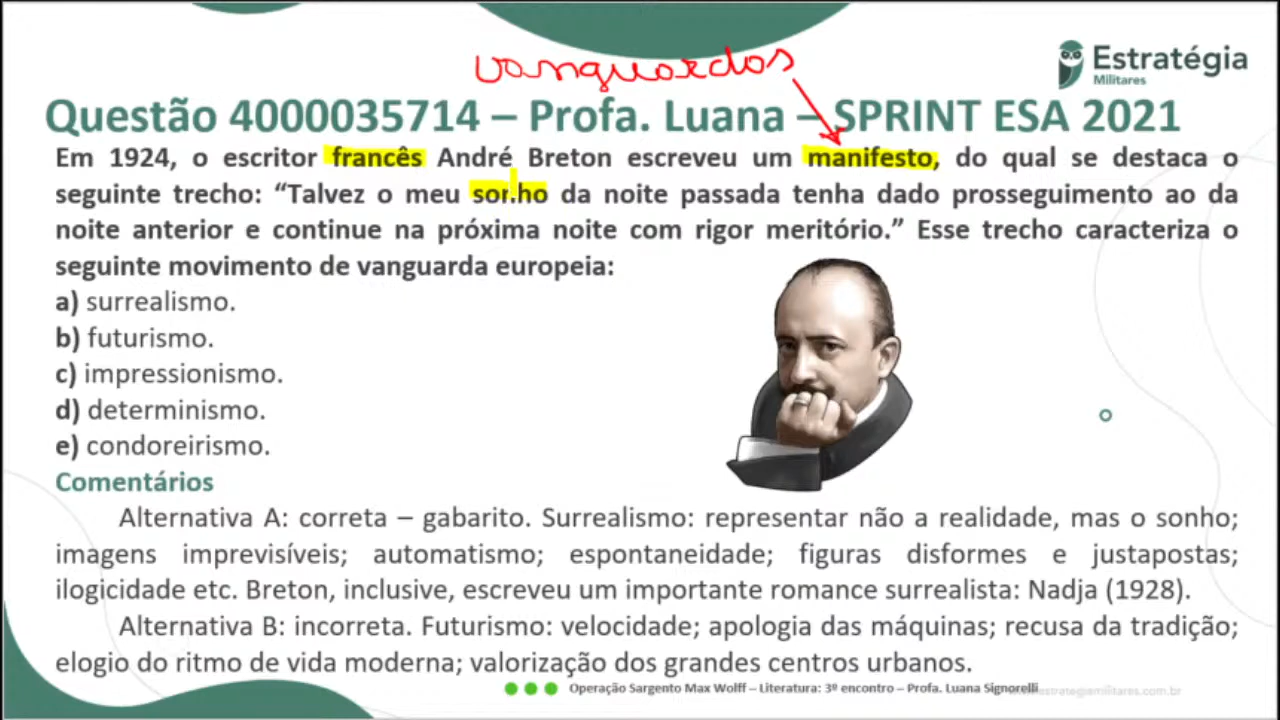 vanguardas
Estratégia
Militares
Questão 4000035714 – Profa. Luana – SPRINT ESA 2021
Em 1924, o escritor francês André Breton escreveu um manifesto, do qual se destaca o
seguinte trecho: “Talvez o meu sonho da noite passada tenha dado prosseguimento ao da
noite anterior e continue na próxima noite com rigor meritório.” Esse trecho caracteriza o
seguinte movimento de vanguarda europeia:
a) surrealismo.
b) futurismo.
c) impressionismo.
d) determinismo.
e) condoreirismo.
Comentários
Alternativa A: correta – gabarito. Surrealismo: representar não a realidade, mas o sonho;
imagens imprevisíveis; automatismo; espontaneidade; figuras disformes e justapostas;
ilogicidade etc. Breton, inclusive, escreveu um importante romance surrealista: Nadja (1928).
Alternativa B: incorreta. Futurismo: velocidade; apologia das máquinas; recusa da tradição;
elogio do ritmo de vida moderna; valorização dos grandes centros urbanos.
Operação Sargento Max Wolff – Literatura: 3º encontro – Profa. Luana Signorelli